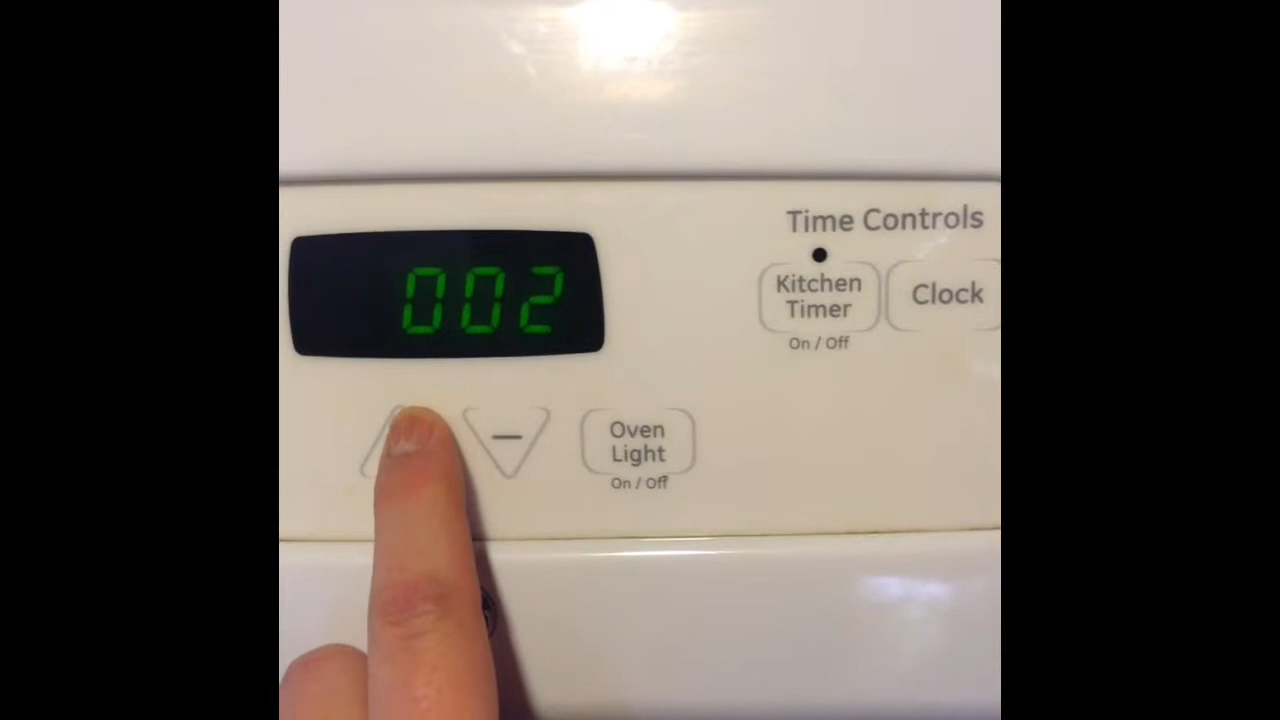 002
Time Controls
Kitchen
Timer
On / Off
Clock
−
Oven
Light
On / Off